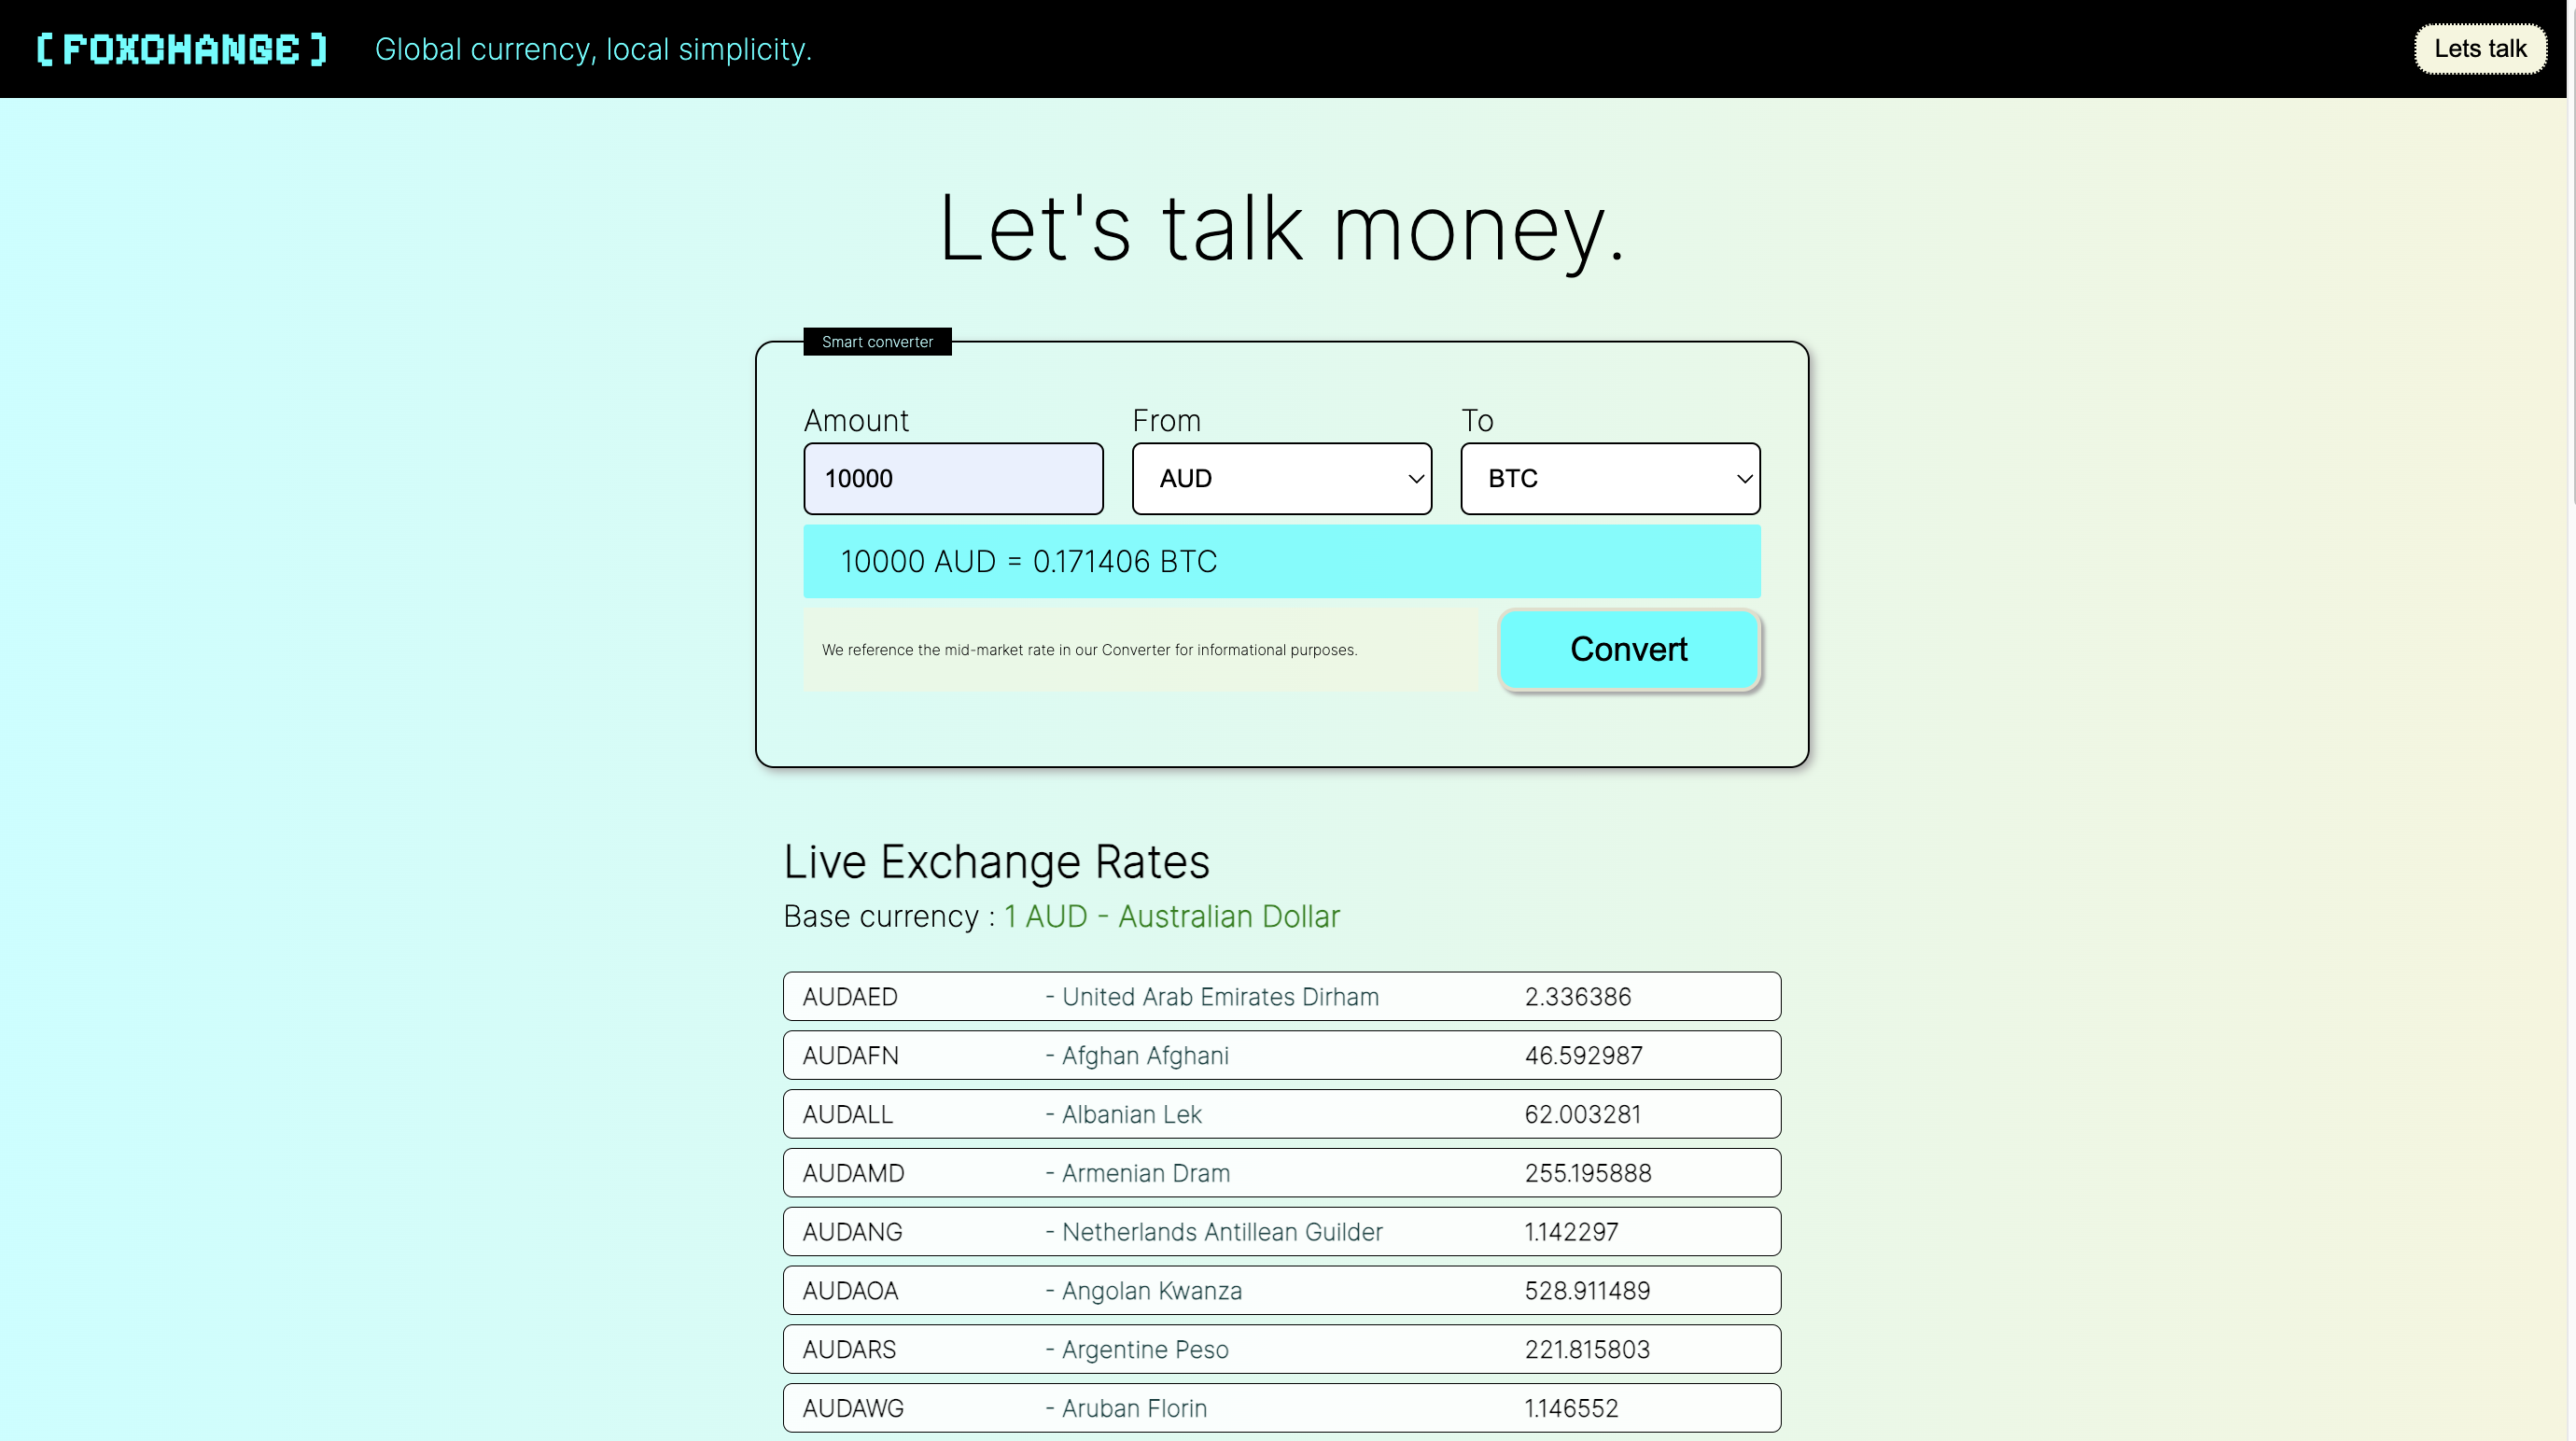 [FOXCHANGE] Global currency, local simplicity. Lets talk
Let's talk money.
Smart converter
Amount From To
10000 AUD BTC
10000 AUD = 0.171406 BTC
We reference the mid-market rate in our Converter for informational purposes. Convert
Live Exchange Rates
Base currency : 1 AUD - Australian Dollar
AUDAED - United Arab Emirates Dirham 2.336386
AUDAFN - Afghan Afghani 46.592987
AUDALL - Albanian Lek 62.003281
AUDAMD - Armenian Dram 255.195888
AUDANG - Netherlands Antillean Guilder 1.142297
AUDAOA - Angolan Kwanza 528.911489
AUDARS - Argentine Peso 221.815803
AUDAWG - Aruban Florin 1.146552